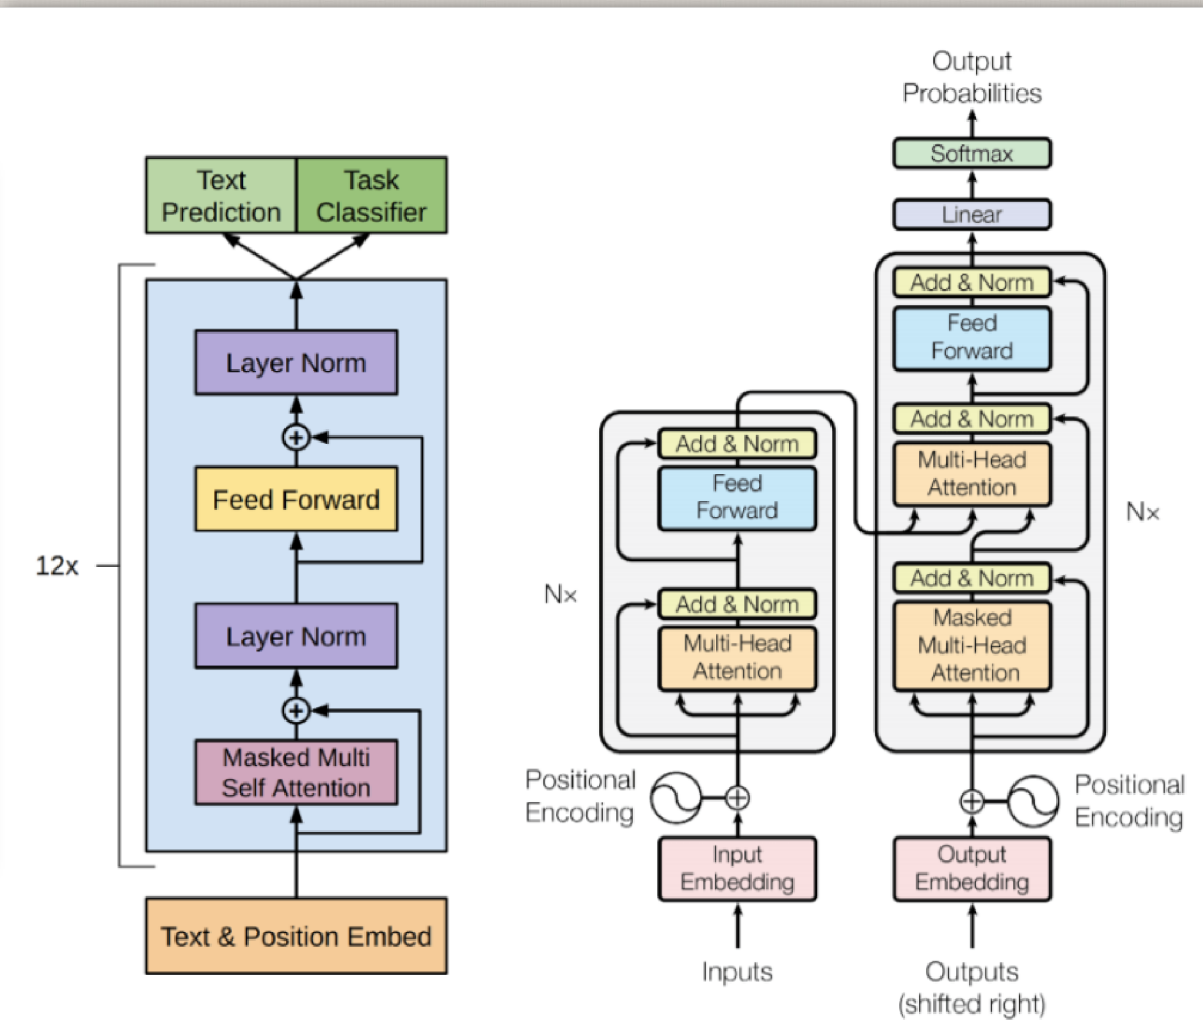 Text
Prediction
Task
Classifier
Layer Norm
Feed Forward
12x
Layer Norm
Masked Multi
Self Attention
Text & Position Embed
Output
Probabilities
Softmax
Linear
Add & Norm
Feed
Forward
Add & Norm
Multi-Head
Attention
Nx
Add & Norm
Masked
Multi-Head
Attention
Add & Norm
Feed
Forward
Nx
Add & Norm
Multi-Head
Attention
Positional
Encoding
Positional
Encoding
Input
Embedding
Output
Embedding
Inputs
Outputs
(shifted right)